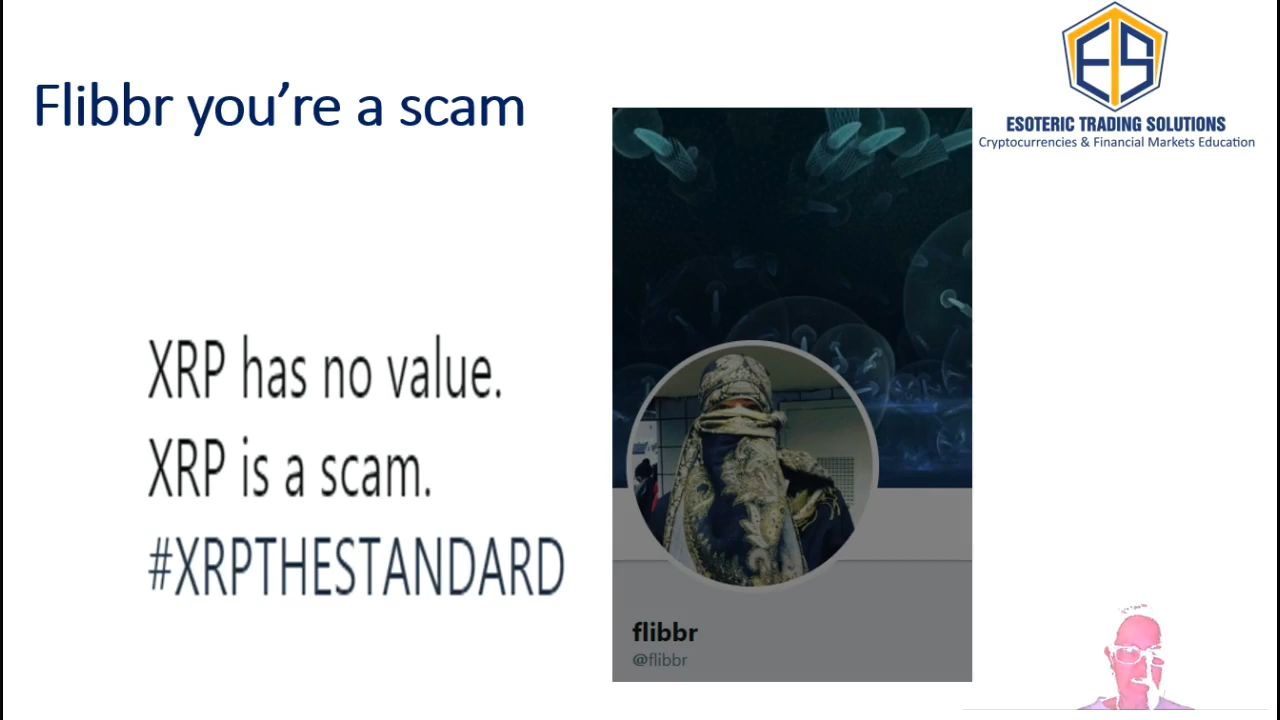 Flibbr you're a scam
ESOTERIC TRADING SOLUTIONS
Cryptocurrencies & Financial Markets Education
XRP has no value.
XRP is a scam.
#XRPTHESTANDARD
flibbr
@flibbr